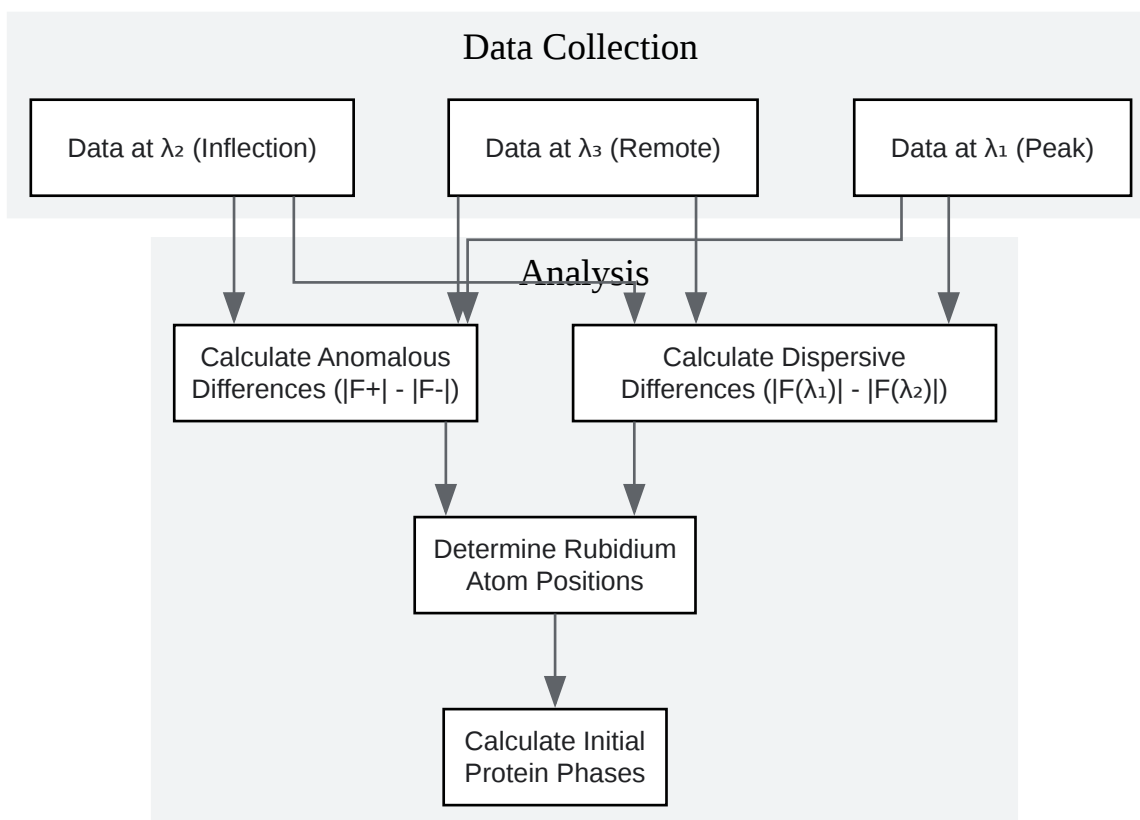 Data Collection
Data at λ₂ (Inflection)
Data at λ₃ (Remote)
Data at λ₁ (Peak)
Analysis
Calculate Anomalous
Differences (|F+| - |F-|)
Calculate Dispersive
Differences (|F(λ₁)| - |F(λ₂)|)
Determine Rubidium
Atom Positions
Calculate Initial
Protein Phases